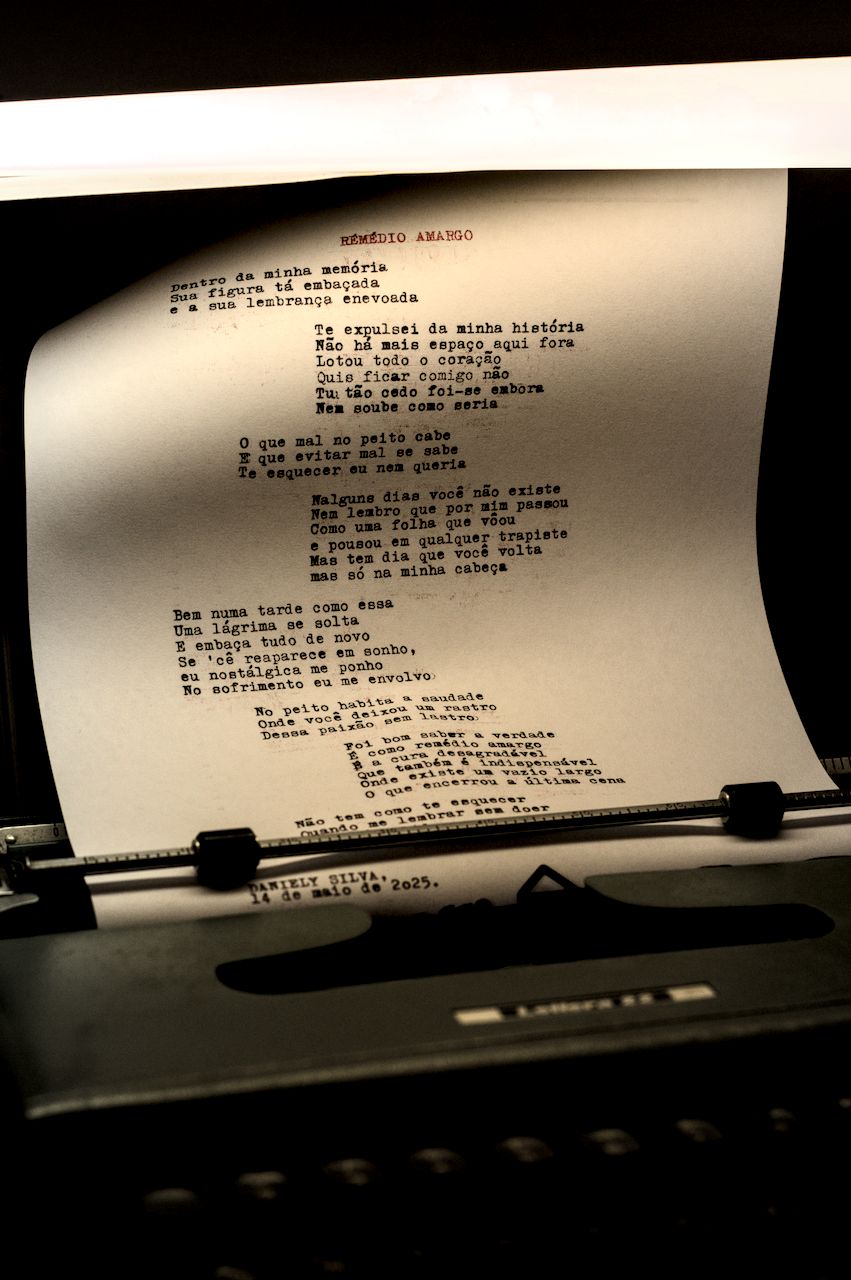 REMÉDIO AMARGO
Dentro da minha memória
Sua figura tá embaçada
e a sua lembrança enevoada
Te expulsei da minha história
Não há mais espaço aqui fora
Lotou todo o coração
Quis ficar comigo não
Tu tão cedo foi-se embora
Nem soube como seria
O que mal no peito cabe
E que evitar mal se sabe
Te esquecer eu nem queria
Nalguns dias você não existe
Nem lembro que por mim passou
Como uma folha que vôou
e pousou em qualquer trapiste
Mas tem dia que você volta
mas só na minha cabeça
Bem numa tarde como essa
Uma lágrima se solta
E embaça tudo de novo
Se 'cê reaparece em sonho,
eu nostálgica me ponho
No sofrimento eu me envolvo
No peito habita a saudade
Onde você deixou um rastro
Dessa paixão sem lastro
Foi bom saber a verdade
É como remédio amargo
É a cura desagradável
Que também é indispensável
Onde existe um vazio largo
O que encerrou a última cena
Não tem como te esquecer
Quando me lembrar sem doer
DANIELY SILVA,
14 de maio de 2o25.
Lettera 22